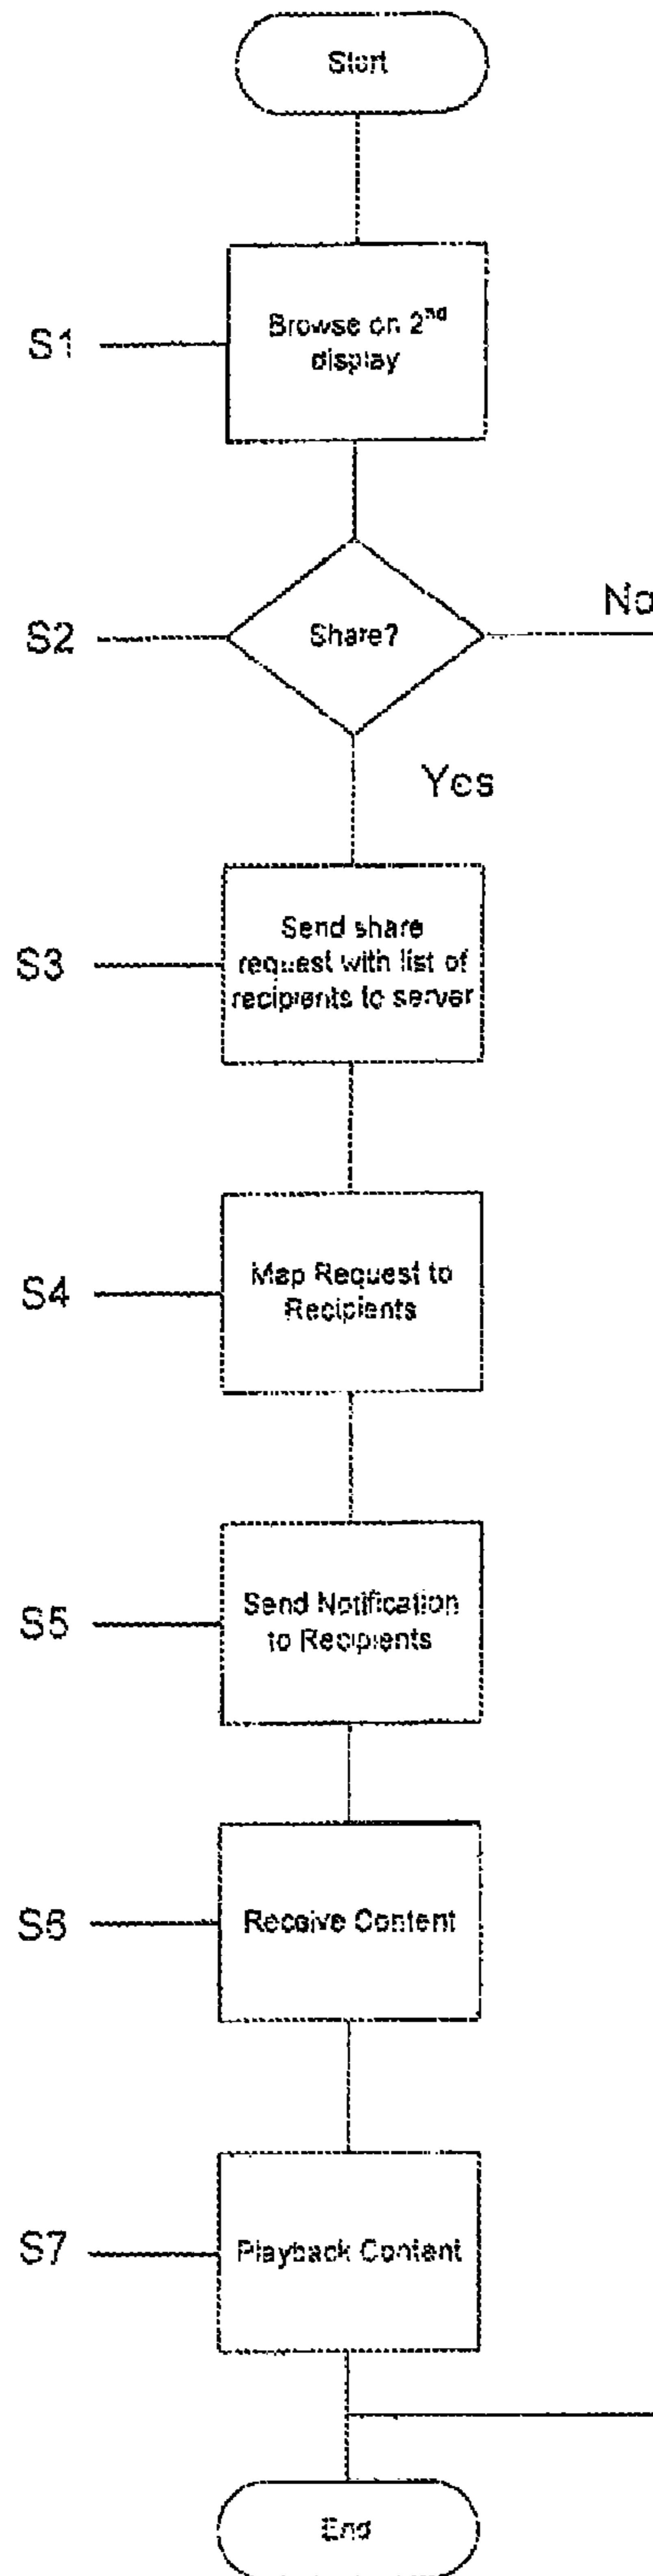 Start
S1
Browse on 2nd
display
S2
Share?
No
Yes
S3
Send share
request with list of
recipients to server
S4
Map Request to
Recipients
S5
Send Notification
to Recipients
S6
Receive Content
S7
Playback Content
End